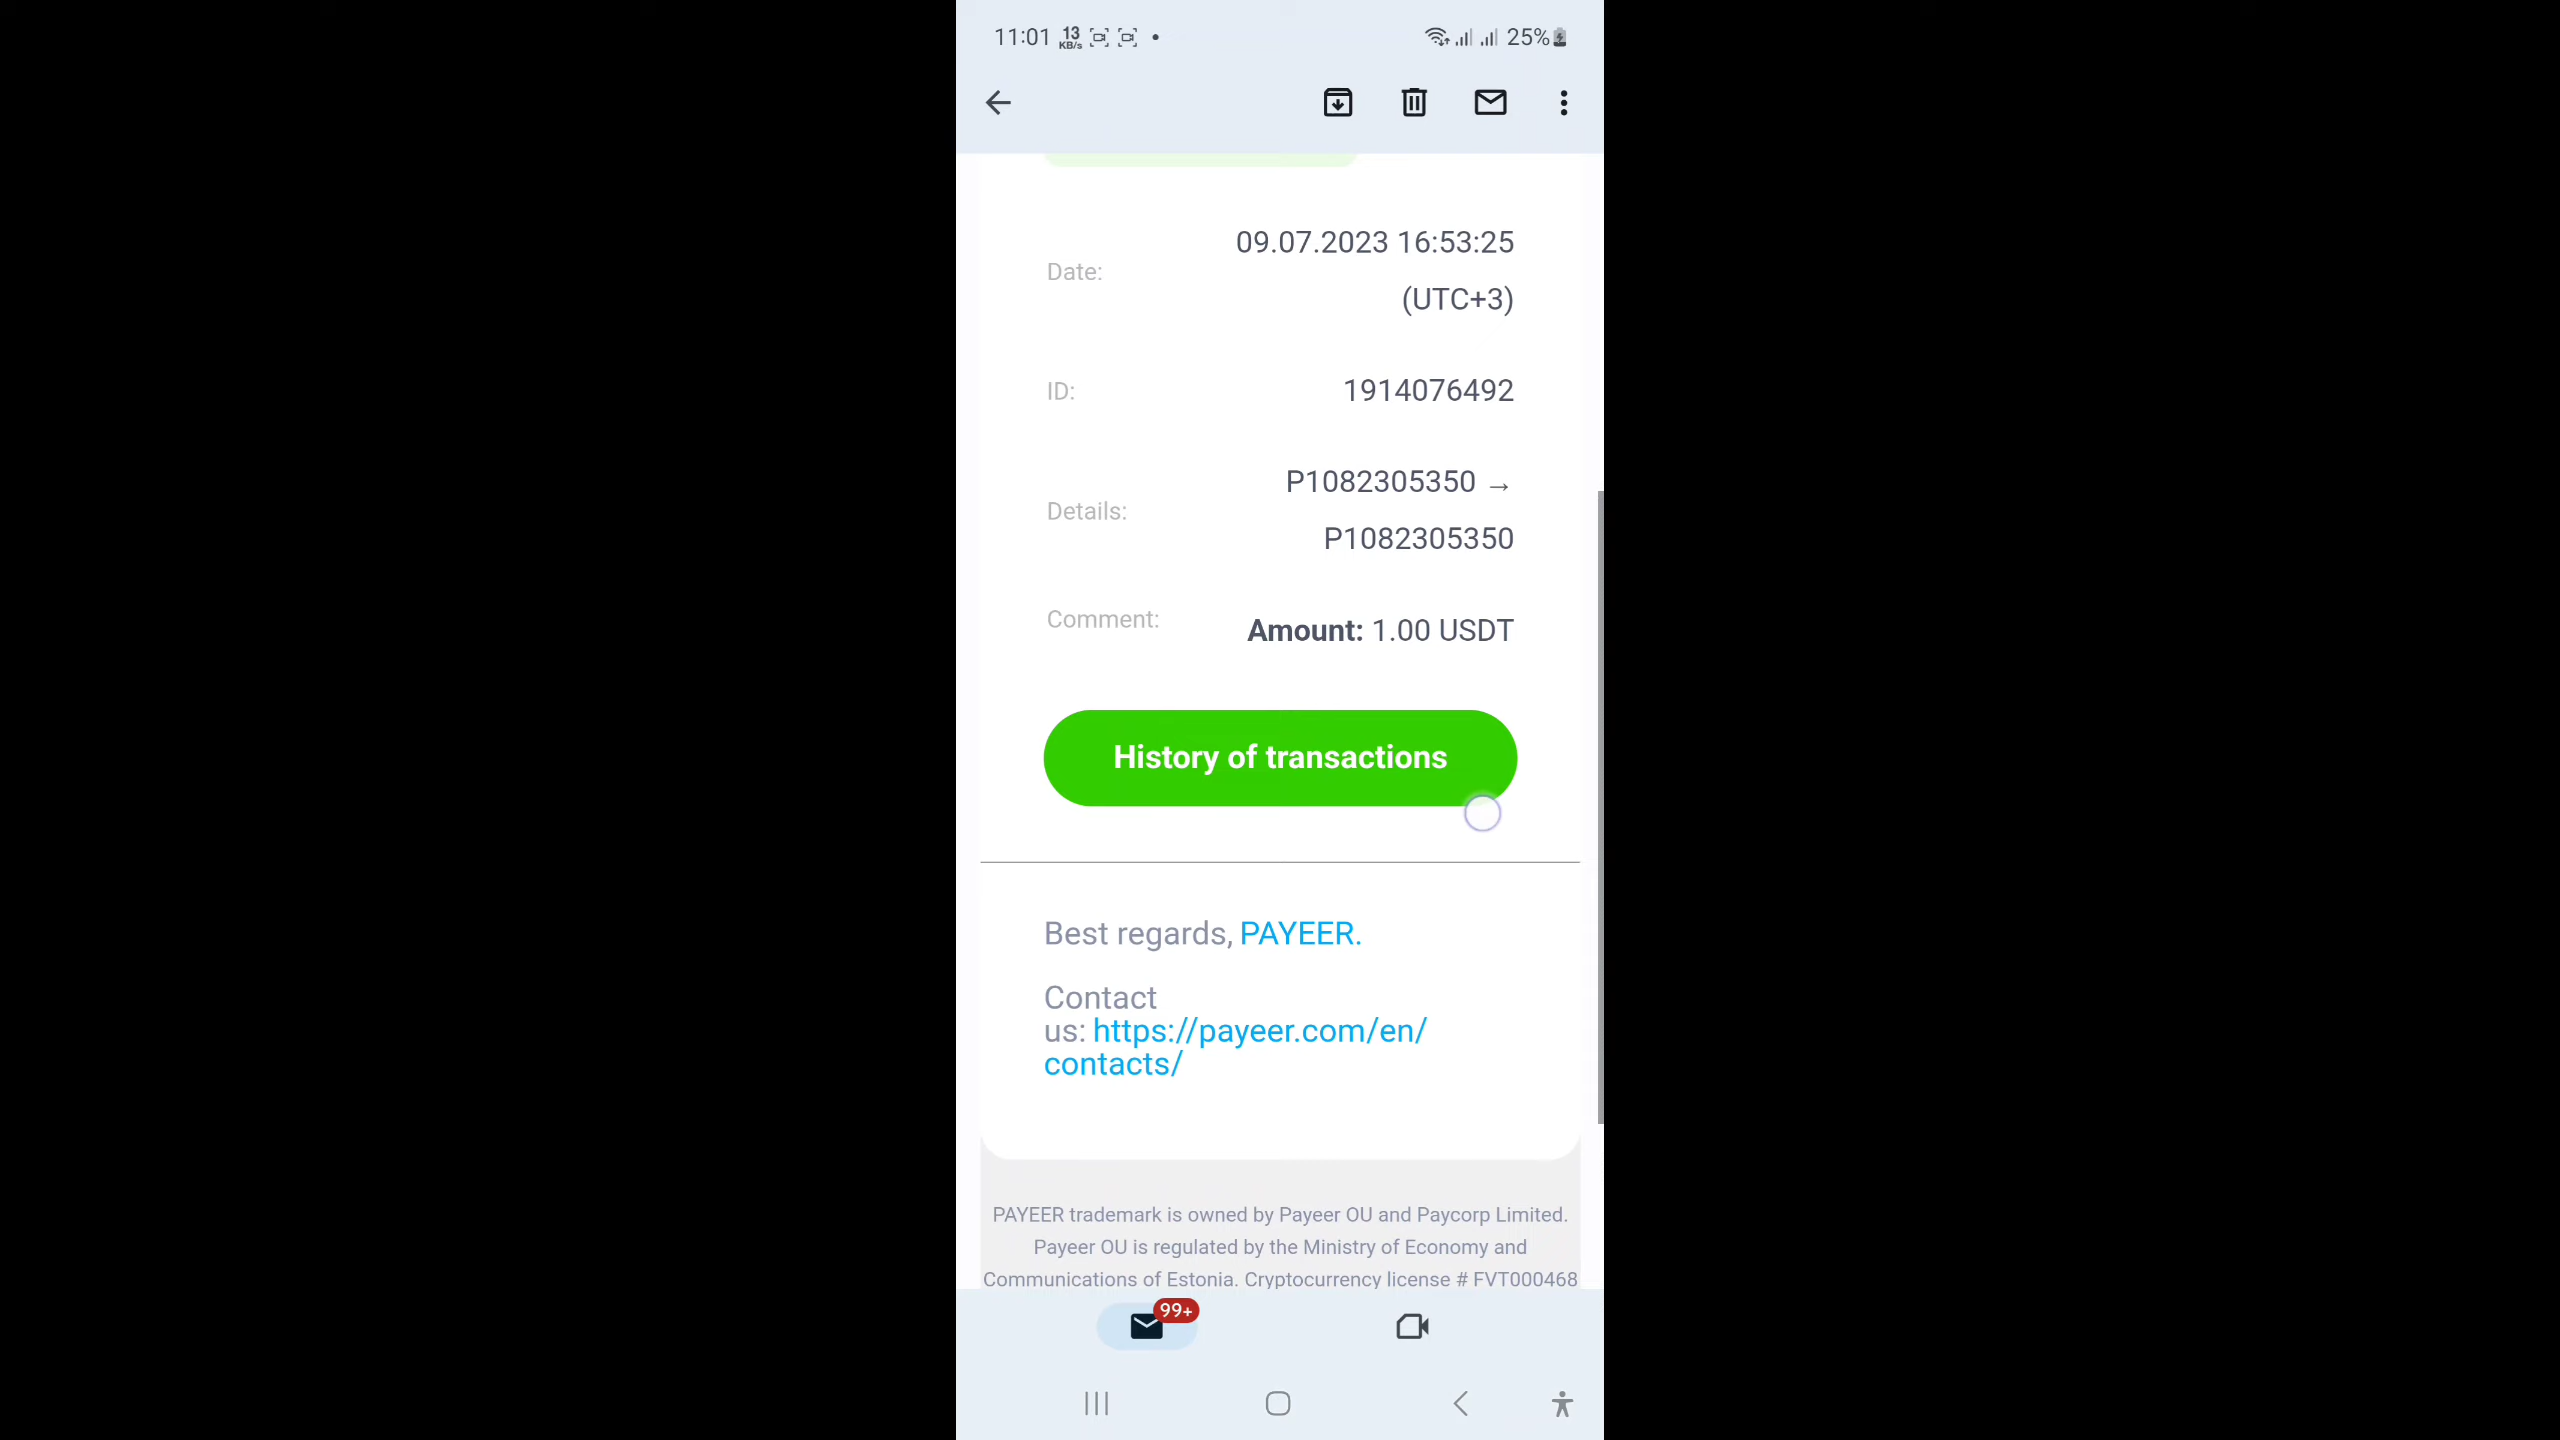 11:01 13 KB/s 25%
09.07.2023 16:53:25
Date:
(UTC+3)
ID: 1914076492
P1082305350 →
Details:
P1082305350
Comment: Amount: 1.00 USDT
History of transactions
Best regards, PAYEER.
Contact
us: https://payeer.com/en/
contacts/
PAYEER trademark is owned by Payeer OU and Paycorp Limited.
Payeer OU is regulated by the Ministry of Economy and
Communications of Estonia. Cryptocurrency license # FVT000468
99+